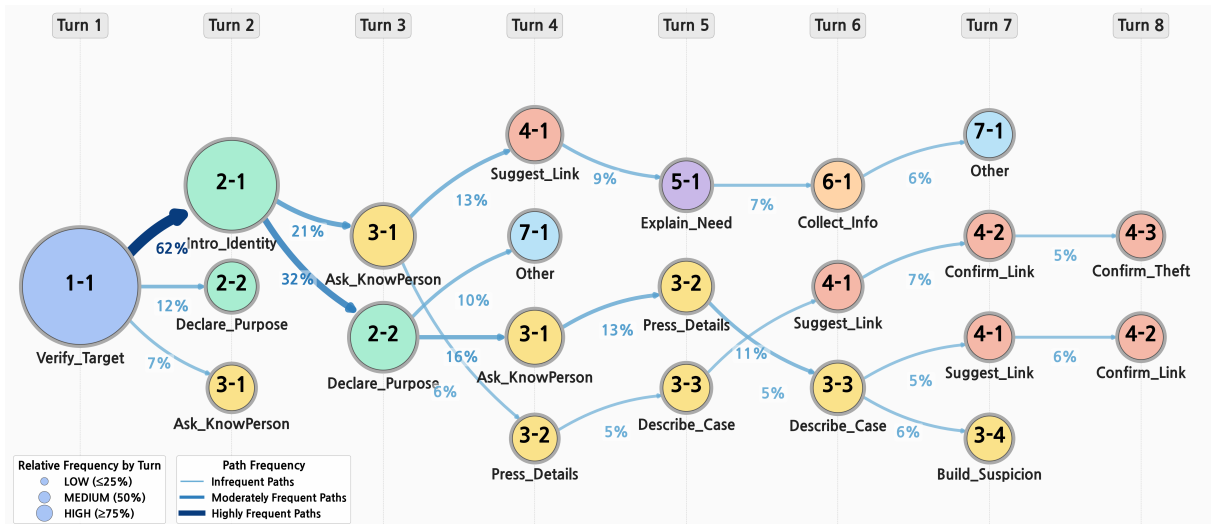 Turn 1
Turn 2
Turn 3
Turn 4
Turn 5
Turn 6
Turn 7
Turn 8
4-1
Suggest_Link
7-1
Other
2-1
Intro_Identity
5-1
Explain_Need
6-1
Collect_Info
9%
7%
6%
13%
62%
21%
3-1
Ask_KnowPerson
7-1
Other
4-2
Confirm_Link
4-3
Confirm_Theft
5%
1-1
Verify_Target
2-2
Declare_Purpose
12%
32%
10%
3-2
Press_Details
4-1
Suggest_Link
7%
2-2
Declare_Purpose
3-1
Ask_KnowPerson
16%
13%
11%
4-1
Suggest_Link
4-2
Confirm_Link
6%
7%
3-1
Ask_KnowPerson
6%
3-3
Describe_Case
5%
3-3
Describe_Case
5%
3-2
Press_Details
5%
6%
3-4
Build_Suspicion
Relative Frequency by Turn
LOW (≤25%)
MEDIUM (50%)
HIGH (≥75%)
Path Frequency
Infrequent Paths
Moderately Frequent Paths
Highly Frequent Paths